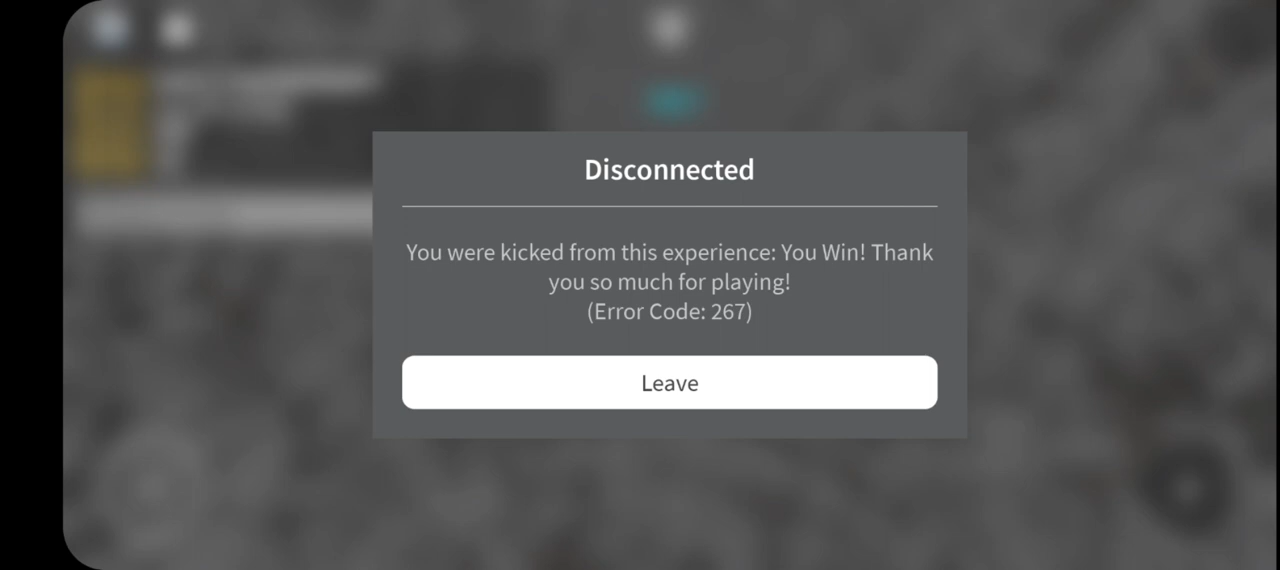 Disconnected
You were kicked from this experience: You Win! Thank
you so much for playing!
(Error Code: 267)
Leave